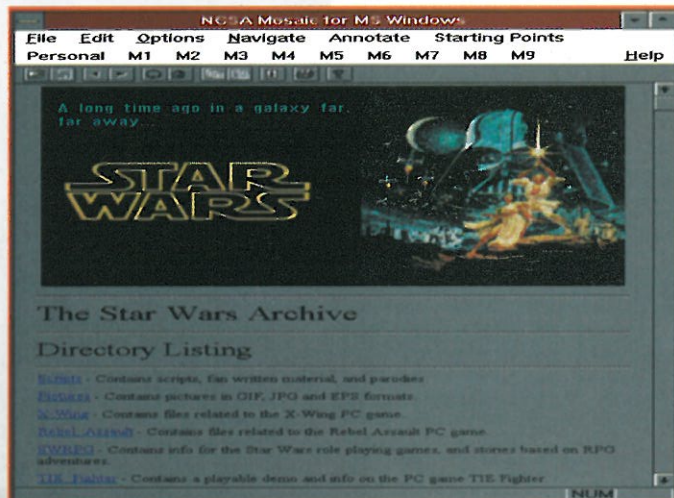 NCSA Mosaic for MS Windows
File Edit Options Navigate Annotate Starting Points
Personal M1 M2 M3 M4 M5 M6 M7 M8 M9 Help
A long time ago in a galaxy far,
far away...
STAR
WARS
The Star Wars Archive
Directory Listing
Scripts - Contains scripts, fan written material, and parodies
Pictures - Contains pictures in GIF, JPG and EPS formats.
X-Wing - Contains files related to the X-Wing PC game.
Rebel Assault - Contains files related to the Rebel Assault PC game.
SWRPG - Contains info for the Star Wars role playing games, and stories based on RPG
adventures.
TIE Fighter - Contains a playable demo and info on the PC game TIE Fighter
NUM